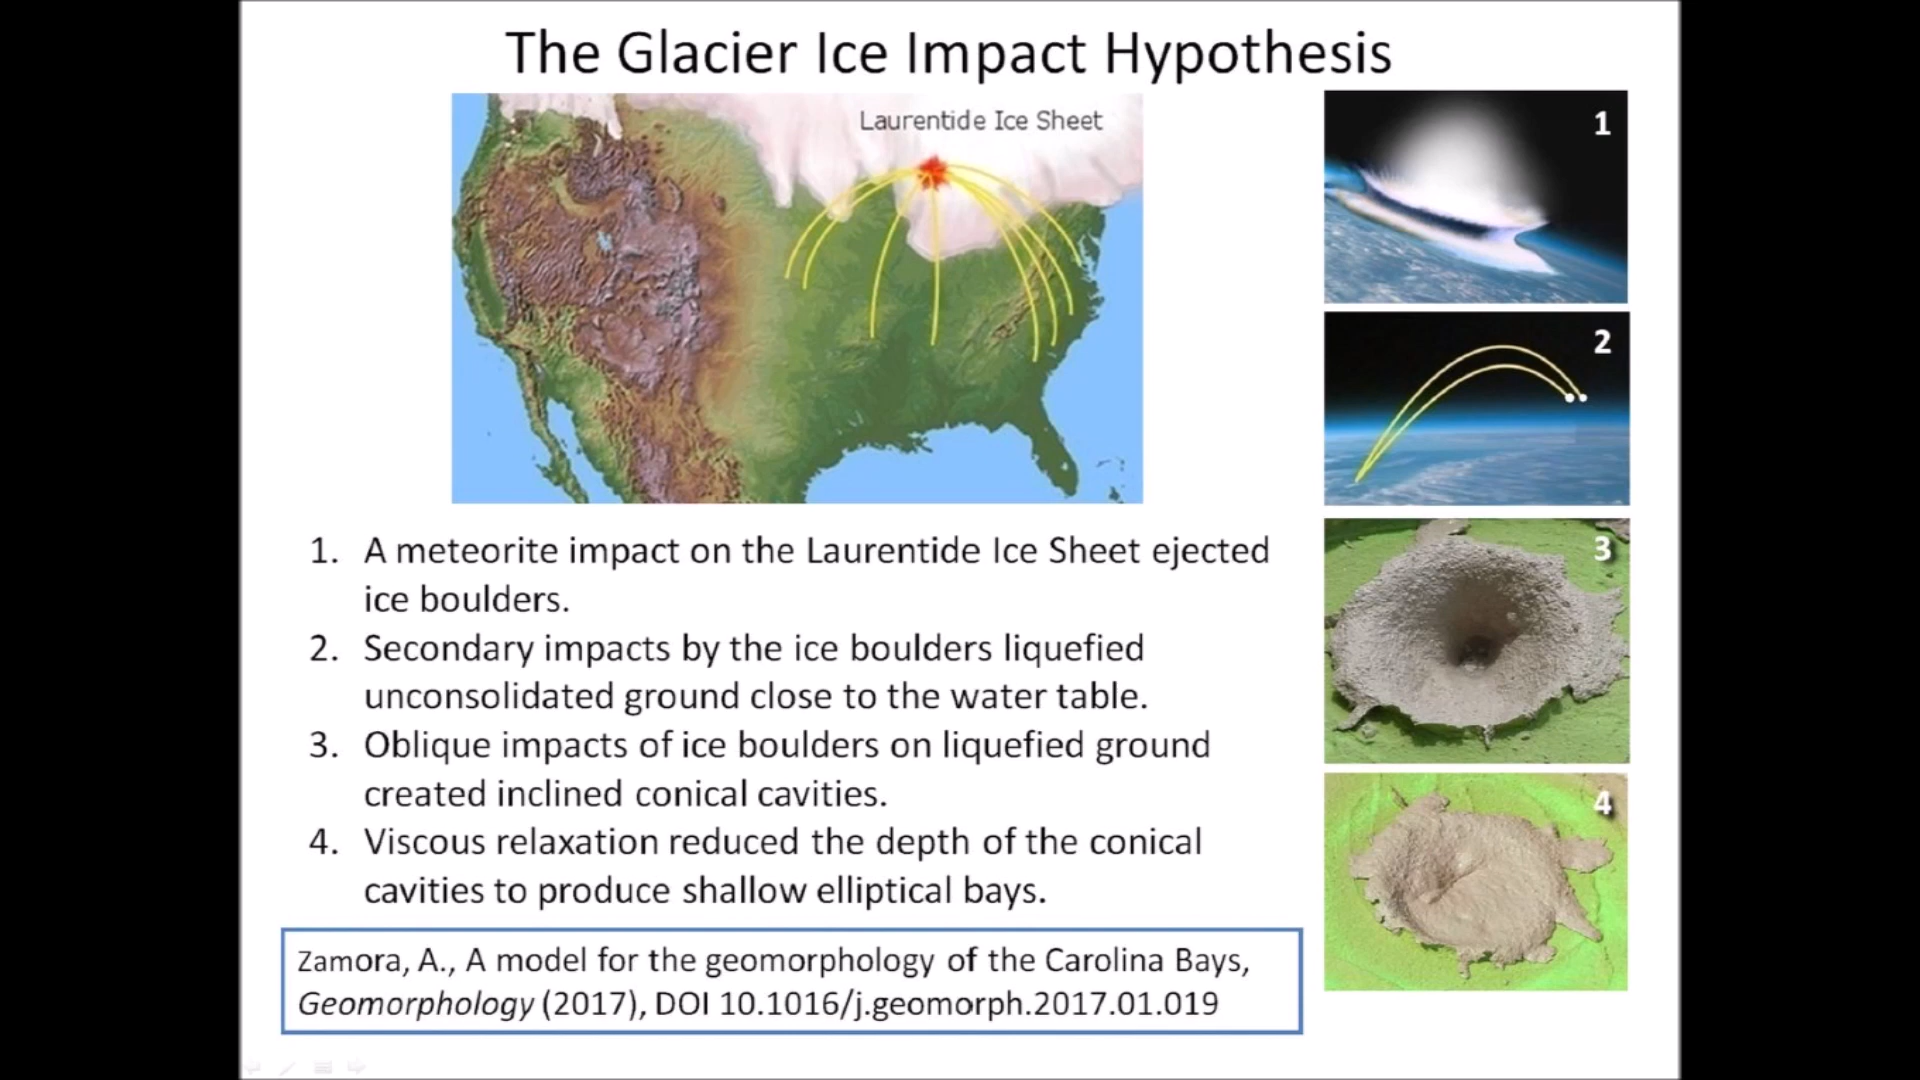 The Glacier Ice Impact Hypothesis
Laurentide Ice Sheet
1
2
3
4
1. A meteorite impact on the Laurentide Ice Sheet ejected
ice boulders.
2. Secondary impacts by the ice boulders liquefied
unconsolidated ground close to the water table.
3. Oblique impacts of ice boulders on liquefied ground
created inclined conical cavities.
4. Viscous relaxation reduced the depth of the conical
cavities to produce shallow elliptical bays.
Zamora, A., A model for the geomorphology of the Carolina Bays,
Geomorphology (2017), DOI 10.1016/j.geomorph.2017.01.019